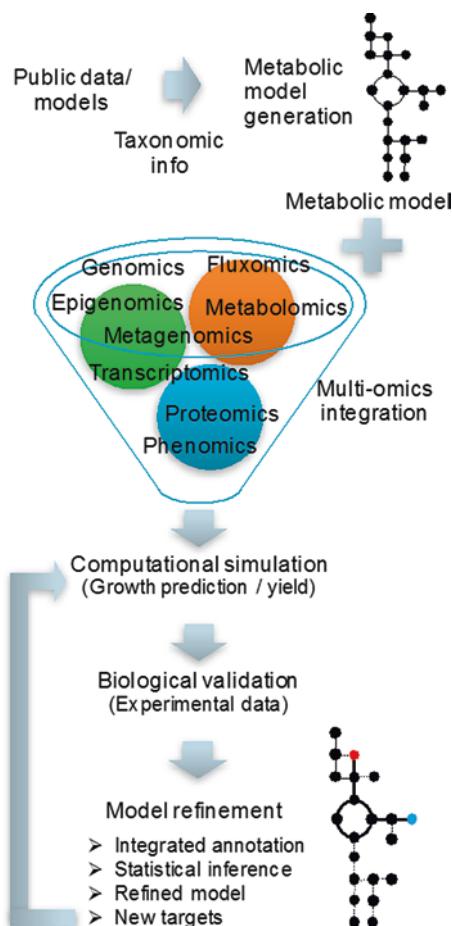 Public data/
models
Taxonomic
info
Metabolic
model
generation
Metabolic model
Genomics
Fluxomics
Epigenomics
Metabolomics
Metagenomics
Transcriptomics
Proteomics
Phenomics
Multi-omics
integration
Computational simulation
(Growth prediction / yield)
Biological validation
(Experimental data)
Model refinement
➢ Integrated annotation
➢ Statistical inference
➢ Refined model
➢ New targets